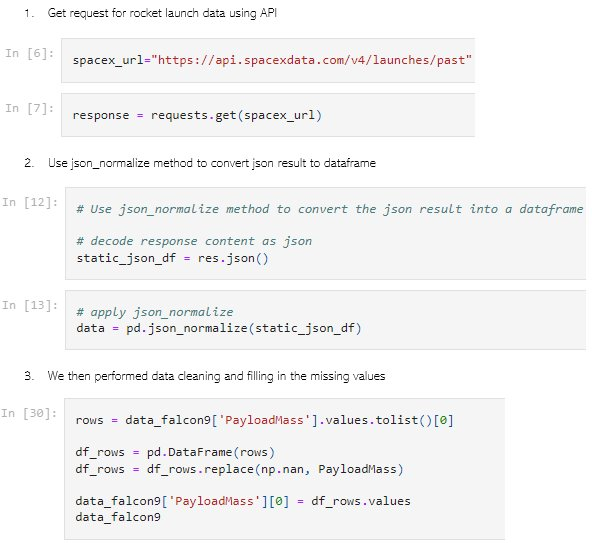 1. Get request for rocket launch data using API
In [6]: spacex_url="https://api.spacexdata.com/v4/launches/past"
In [7]: response = requests.get(spacex_url)
2. Use json_normalize method to convert json result to dataframe
In [12]: # Use json_normalize method to convert the json result into a dataframe
# decode response content as json
static_json_df = res.json()
In [13]: # apply json_normalize
data = pd.json_normalize(static_json_df)
3. We then performed data cleaning and filling in the missing values
In [30]: rows = data_falcon9['PayloadMass'].values.tolist()[0]
df_rows = pd.DataFrame(rows)
df_rows = df_rows.replace(np.nan, PayloadMass)
data_falcon9['PayloadMass'][0] = df_rows.values
data_falcon9